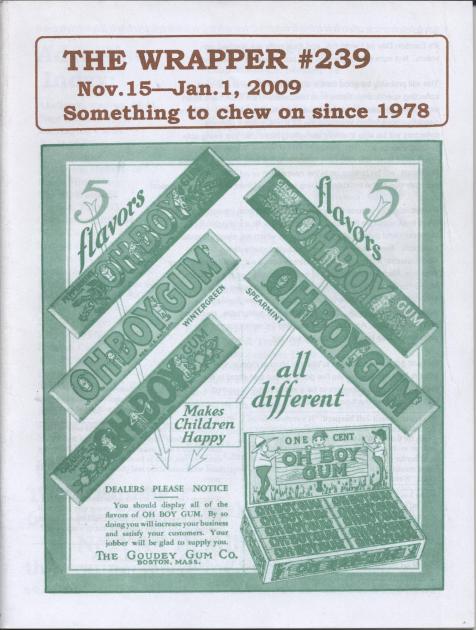 THE WRAPPER #239
Nov.15—Jan.1, 2009
Something to chew on since 1978
5
flavors
5
flavors
OH BOY
OH BOY GUM
GUM
OH BOY GUM
WINTERGREEN
SPEARMINT
OH BOY GUM
OH BOY
GUM
all
different
Makes
Children
Happy
ONE CENT
OH BOY
GUM
DEALERS PLEASE NOTICE
You should display all of the
flavors of OH BOY GUM. By so
doing you will increase your business
and satisfy your customers. Your
jobber will be glad to supply you.
THE GOUDEY GUM CO.
BOSTON, MASS.